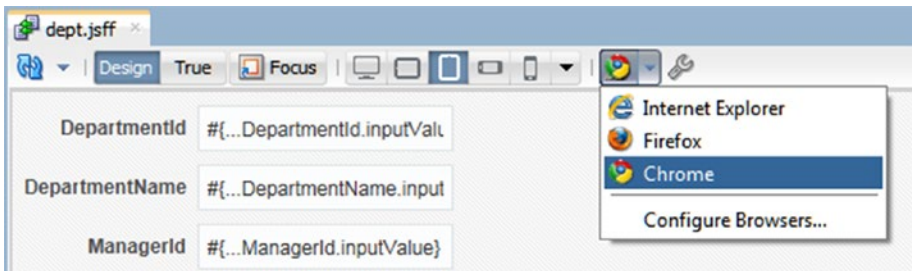 dept.jsff
Design True Focus
Internet Explorer
DepartmentId #{...DepartmentId.inputValu
Firefox
Chrome
DepartmentName #{...DepartmentName.input
Configure Browsers...
ManagerId #{...ManagerId.inputValue}